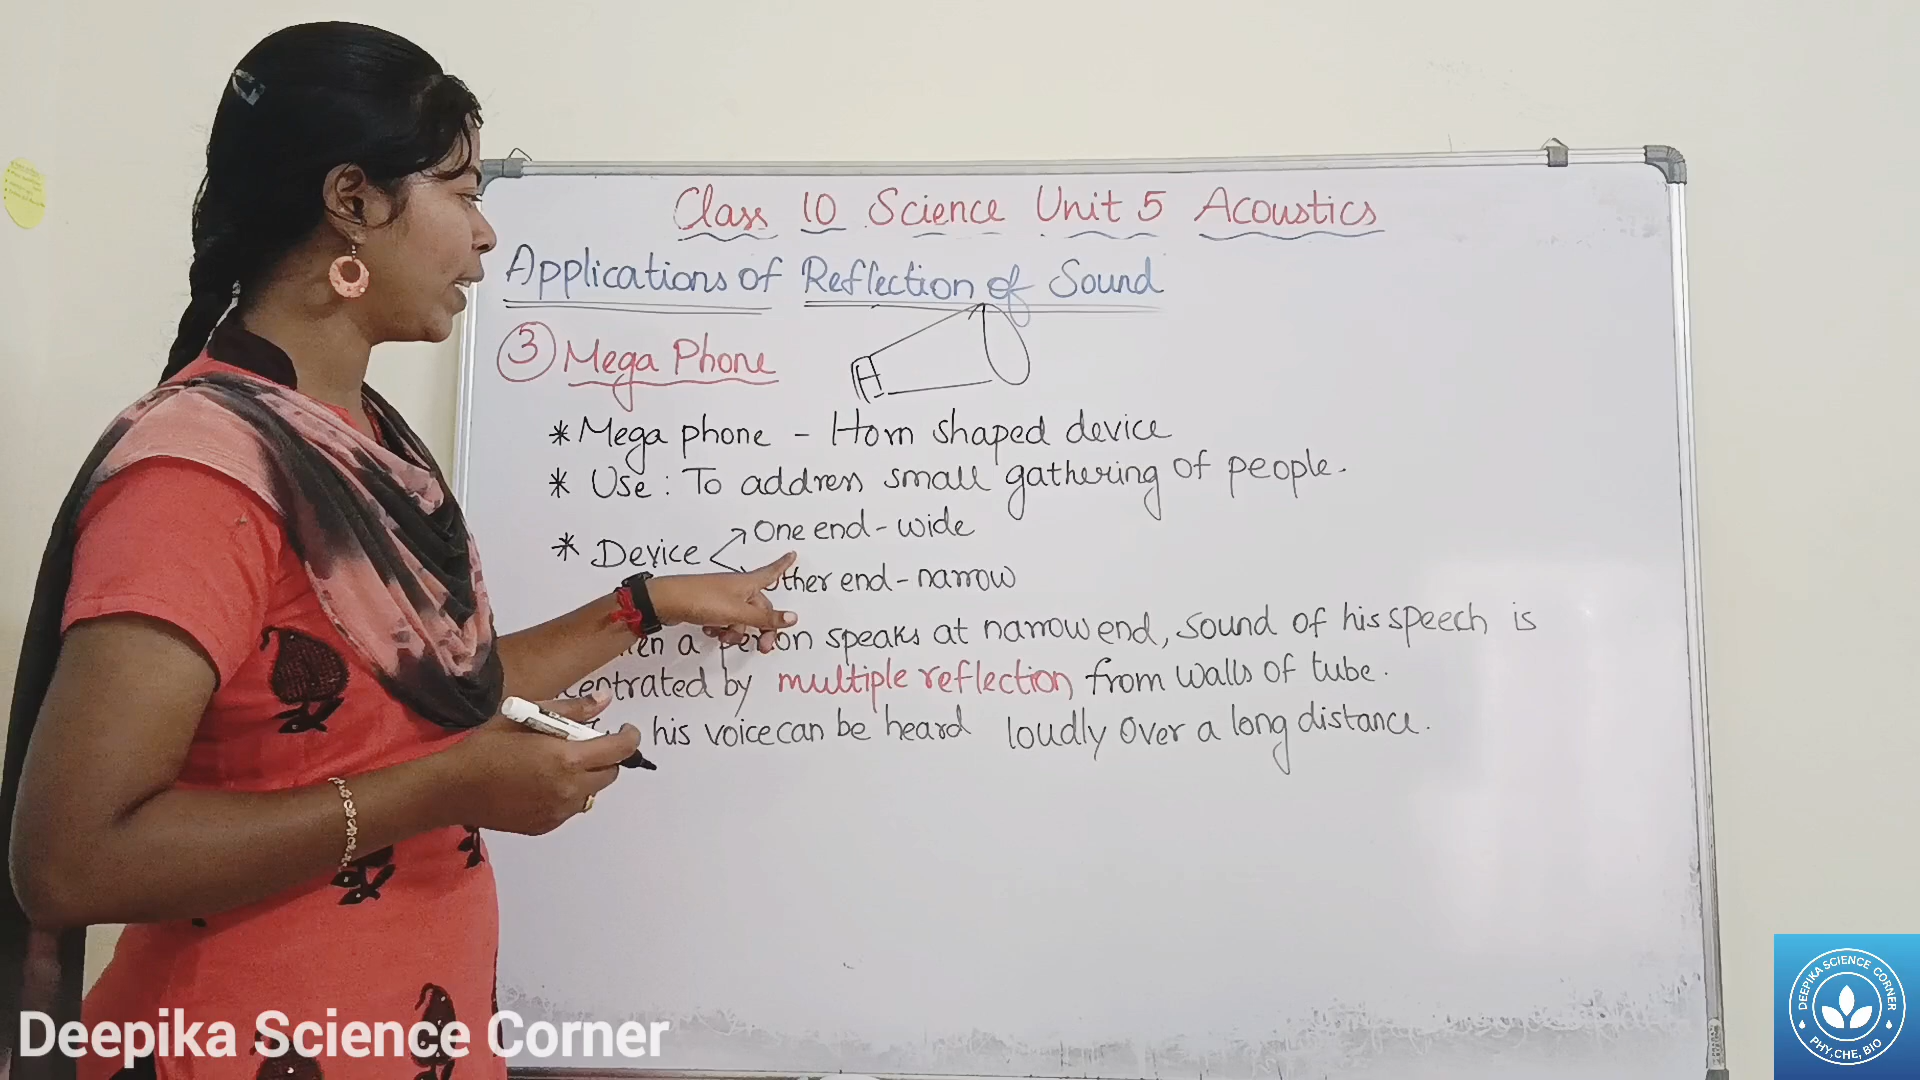 Class 10 Science Unit 5 Acoustics
Applications of Reflection of Sound
3 Mega Phone
* Mega phone - Horn shaped device
* Use : To address small gathering of people.
* Device
One end - wide
other end - narrow
a person speaks at narrow end, sound of his speech is
by multiple reflection from walls of tube.
his voice can be heard loudly over a long distance.
Deepika Science Corner
DEEPIKA SCIENCE CORNER
PHY, CHE, BIO